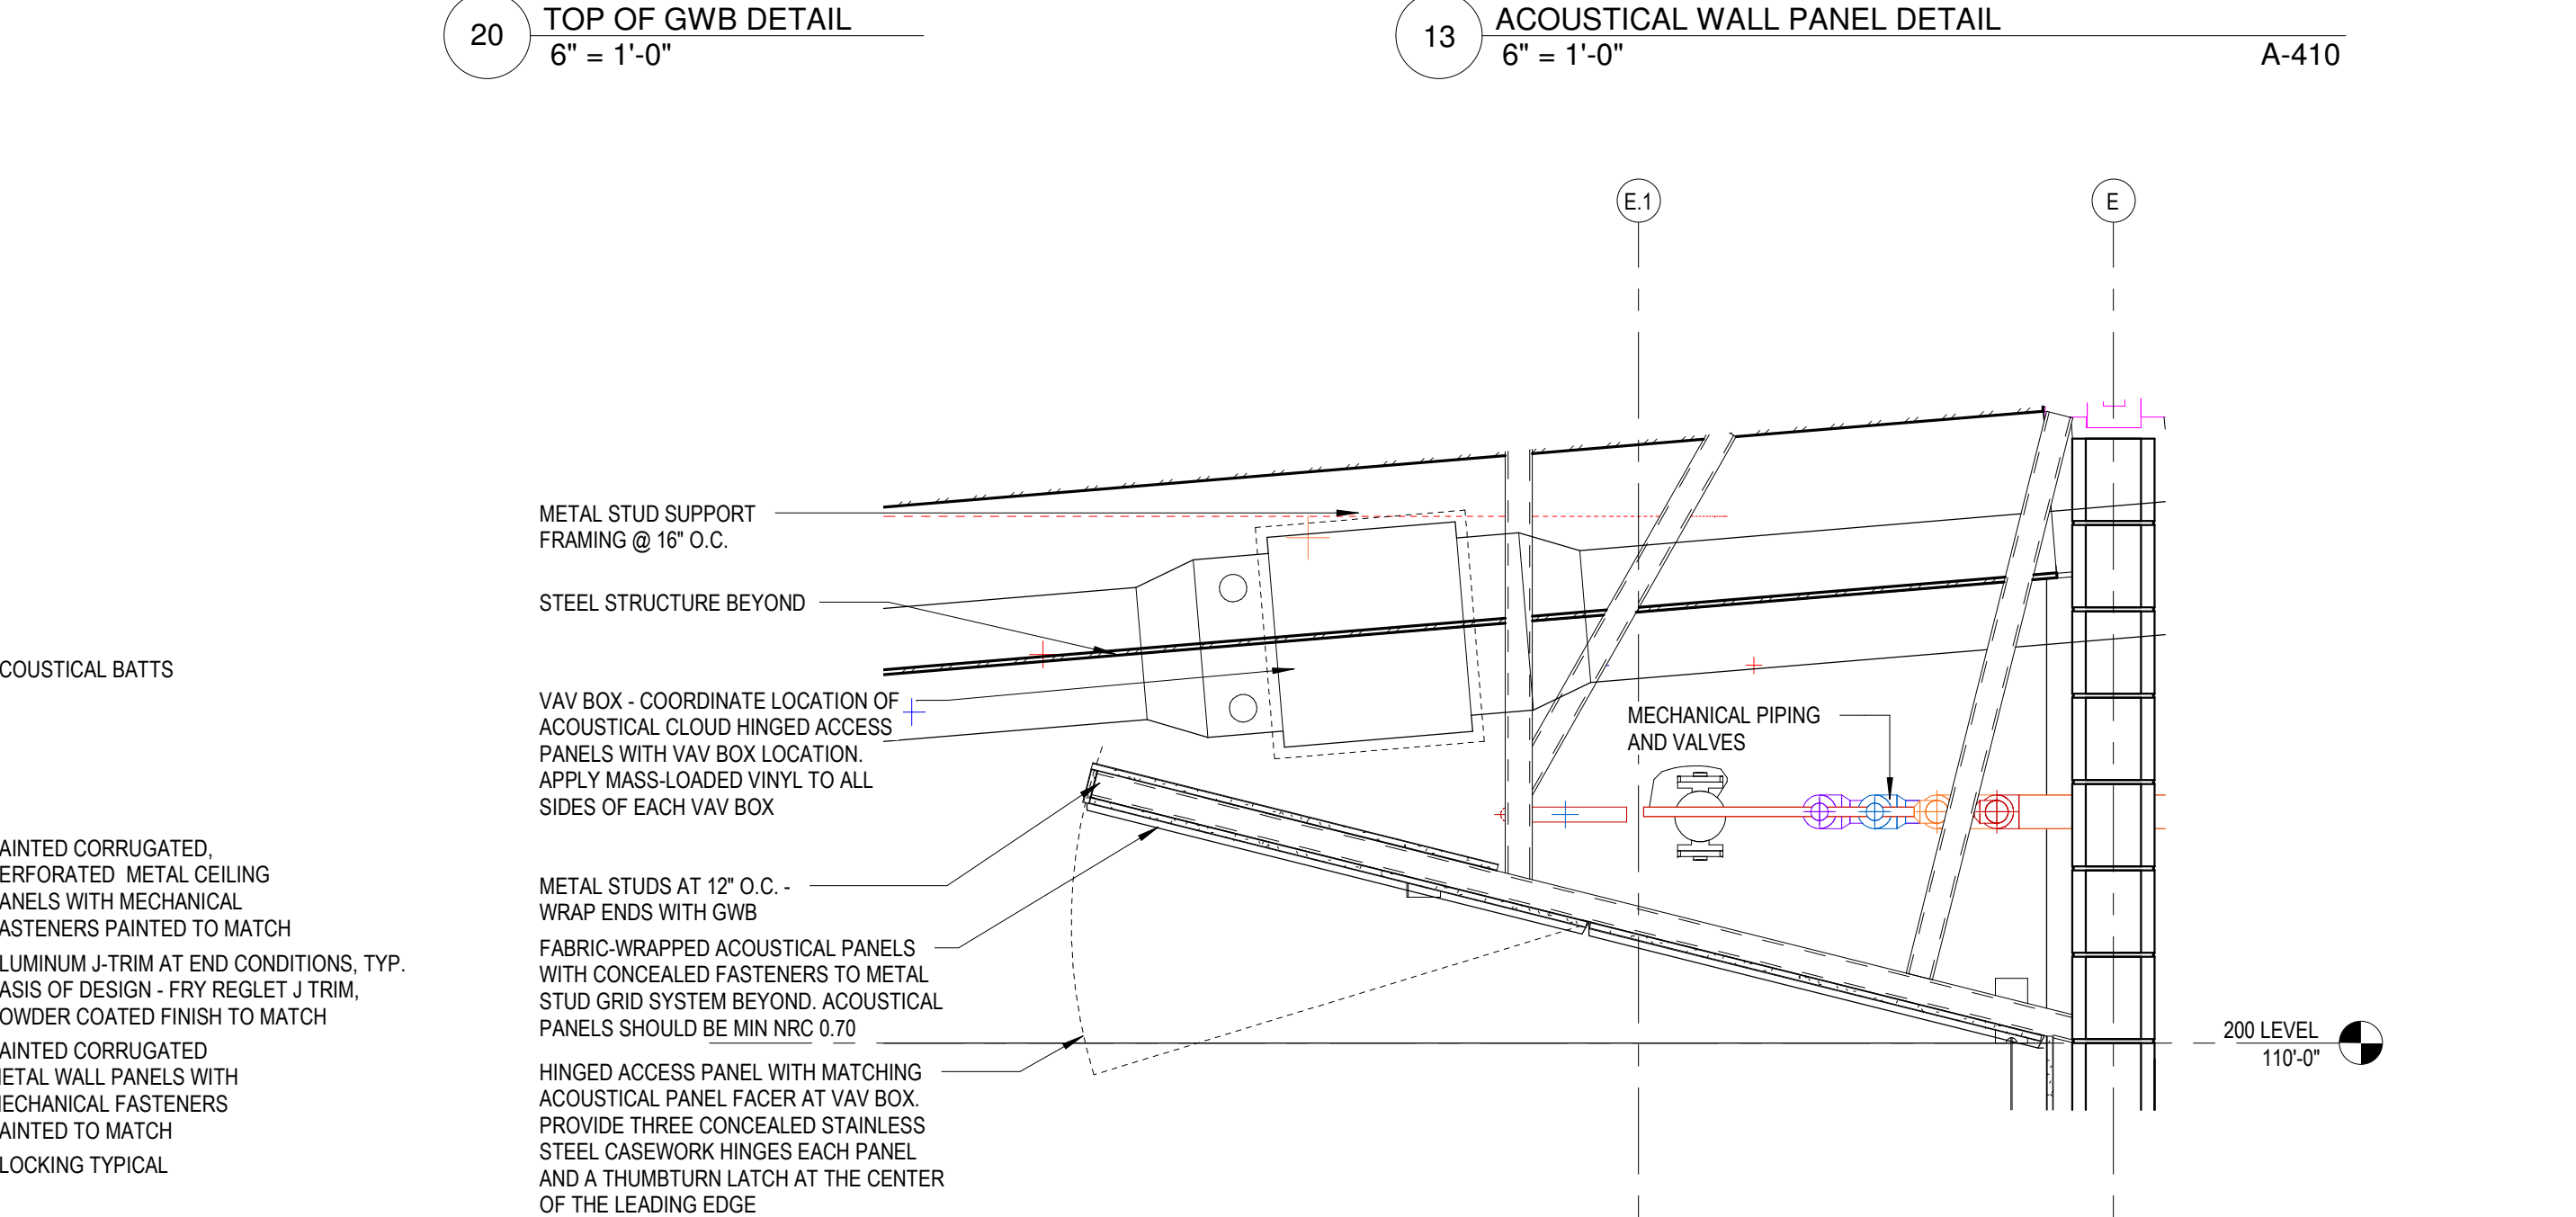 20
TOP OF GWB DETAIL
6" = 1'-0"
13
ACOUSTICAL WALL PANEL DETAIL
6" = 1'-0"
A-410
E.1
E
METAL STUD SUPPORT
FRAMING @ 16" O.C.
STEEL STRUCTURE BEYOND
VAV BOX - COORDINATE LOCATION OF
ACOUSTICAL CLOUD HINGED ACCESS
PANELS WITH VAV BOX LOCATION.
APPLY MASS-LOADED VINYL TO ALL
SIDES OF EACH VAV BOX
METAL STUDS AT 12" O.C. -
WRAP ENDS WITH GWB
FABRIC-WRAPPED ACOUSTICAL PANELS
WITH CONCEALED FASTENERS TO METAL
STUD GRID SYSTEM BEYOND. ACOUSTICAL
PANELS SHOULD BE MIN NRC 0.70
HINGED ACCESS PANEL WITH MATCHING
ACOUSTICAL PANEL FACER AT VAV BOX.
PROVIDE THREE CONCEALED STAINLESS
STEEL CASEWORK HINGES EACH PANEL
AND A THUMBTURN LATCH AT THE CENTER
OF THE LEADING EDGE
MECHANICAL PIPING
AND VALVES
200 LEVEL
110'-0"
COUSTICAL BATTS
AINTED CORRUGATED,
ERFORATED METAL CEILING
ANELS WITH MECHANICAL
ASTENERS PAINTED TO MATCH
LUMINUM J-TRIM AT END CONDITIONS, TYP.
ASIS OF DESIGN - FRY REGLET J TRIM,
OWDER COATED FINISH TO MATCH
AINTED CORRUGATED
ETAL WALL PANELS WITH
ECHANICAL FASTENERS
AINTED TO MATCH
LOCKING TYPICAL